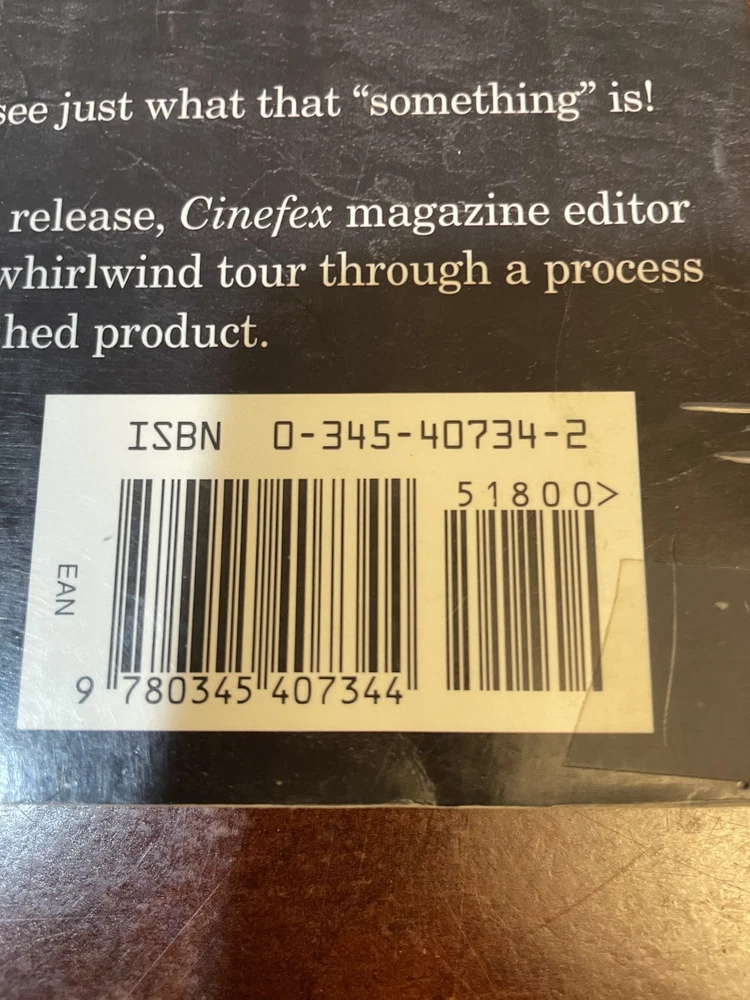 see just what that “something” is!
release, Cinefex magazine editor
whirlwind tour through a process
product.
ISBN 0-345-40734-2
51800>
EAN
9 780345 407344